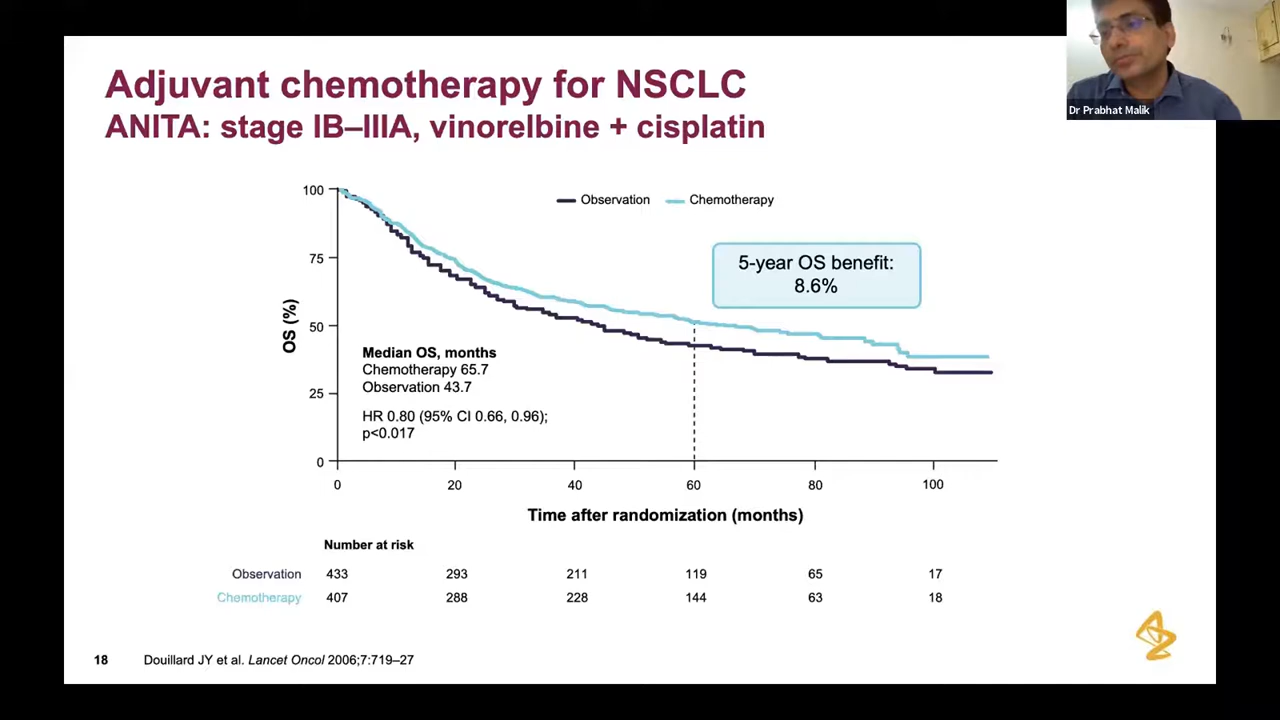 Dr Prabhat Malik
Adjuvant chemotherapy for NSCLC
ANITA: stage IB–IIIA, vinorelbine + cisplatin
Observation Chemotherapy
5-year OS benefit:
8.6%
OS (%)
100
75
50
25
0
Median OS, months
Chemotherapy 65.7
Observation 43.7
HR 0.80 (95% CI 0.66, 0.96);
p<0.017
0 20 40 60 80 100
Time after randomization (months)
Number at risk
Observation 433 293 211 119 65 17
Chemotherapy 407 288 228 144 63 18
18 Douillard JY et al. Lancet Oncol 2006;7:719–27